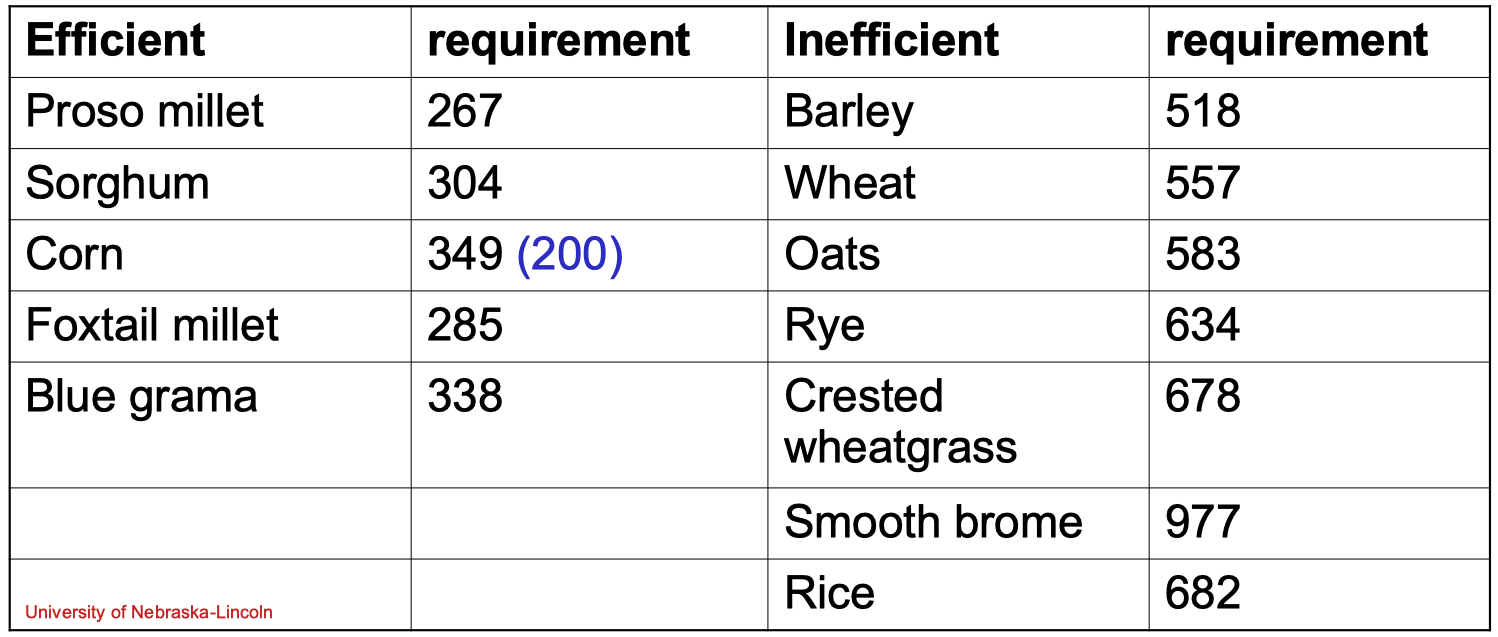 Efficient requirement Inefficient requirement
Proso millet 267 Barley 518
Sorghum 304 Wheat 557
Corn 349 (200) Oats 583
Foxtail millet 285 Rye 634
Blue grama 338 Crested 678
wheatgrass
Smooth brome 977
Rice 682
University of Nebraska-Lincoln